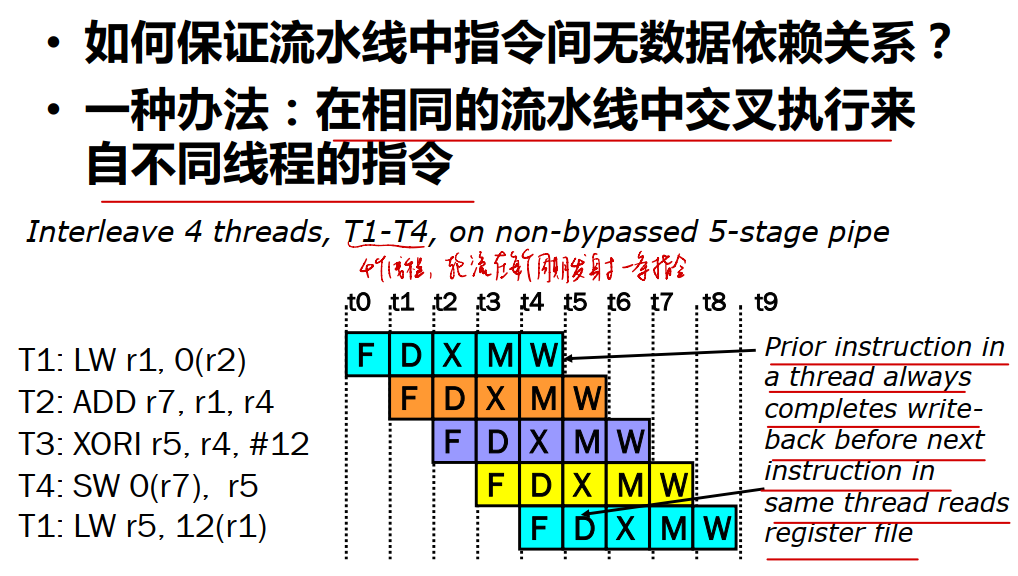 • 如何保证流水线中指令间无数据依赖关系？
• 一种办法：在相同的流水线中交叉执行来
自不同线程的指令
Interleave 4 threads, T1-T4, on non-bypassed 5-stage pipe
4个线程，轮流在每个周期发射一条指令
t0 t1 t2 t3 t4 t5 t6 t7 t8 t9
T1: LW r1, 0(r2) F D X M W
T2: ADD r7, r1, r4 F D X M W
T3: XORI r5, r4, #12 F D X M W
T4: SW 0(r7), r5 F D X M W
T1: LW r5, 12(r1) F D X M W
Prior instruction in
a thread always
completes write-
back before next
instruction in
same thread reads
register file